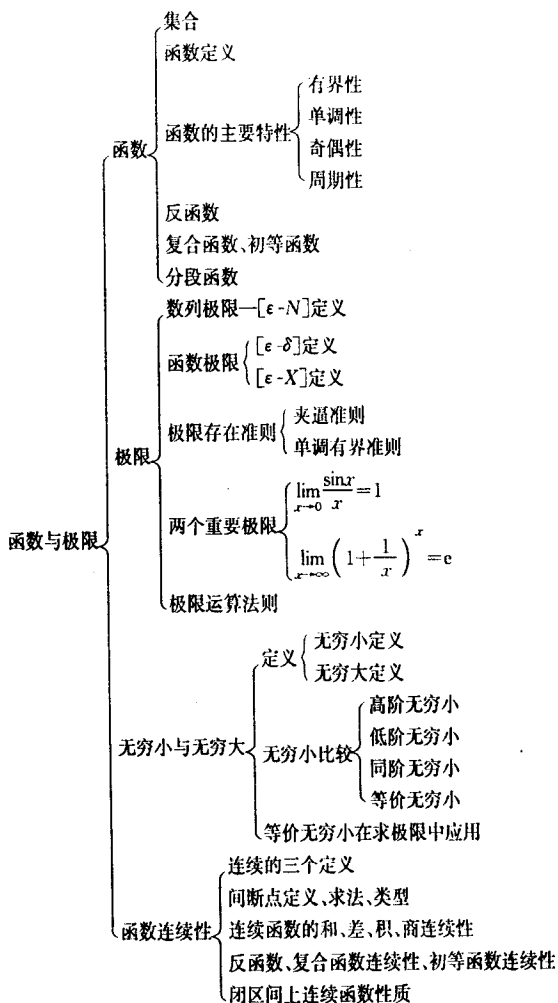 集合
函数定义
有界性
单调性
函数的主要特性
奇偶性
周期性
函数
反函数
复合函数、初等函数
分段函数
数列极限—[ε-N]定义
[ε-δ]定义
函数极限
[ε-X]定义
夹逼准则
极限存在准则
单调有界准则
极限
lim x→0 sinx/x = 1
两个重要极限
lim x→∞ (1+1/x)^x = e
函数与极限
极限运算法则
无穷小定义
定义
无穷大定义
高阶无穷小
低阶无穷小
无穷小与无穷大
无穷小比较
同阶无穷小
等价无穷小
等价无穷小在求极限中应用
连续的三个定义
间断点定义、求法、类型
函数连续性
连续函数的和、差、积、商连续性
反函数、复合函数连续性、初等函数连续性
闭区间上连续函数性质